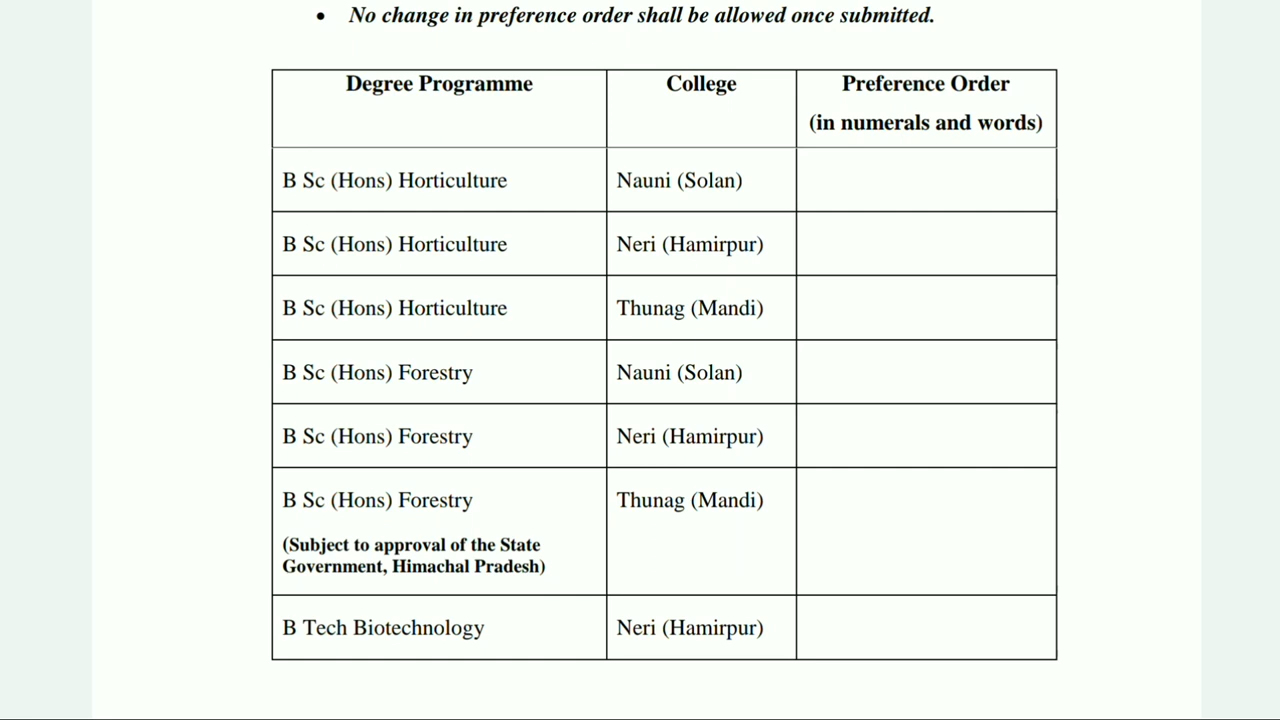 • No change in preference order shall be allowed once submitted.
Degree Programme College Preference Order
(in numerals and words)
B Sc (Hons) Horticulture Nauni (Solan)
B Sc (Hons) Horticulture Neri (Hamirpur)
B Sc (Hons) Horticulture Thunag (Mandi)
B Sc (Hons) Forestry Nauni (Solan)
B Sc (Hons) Forestry Neri (Hamirpur)
B Sc (Hons) Forestry Thunag (Mandi)
(Subject to approval of the State
Government, Himachal Pradesh)
B Tech Biotechnology Neri (Hamirpur)